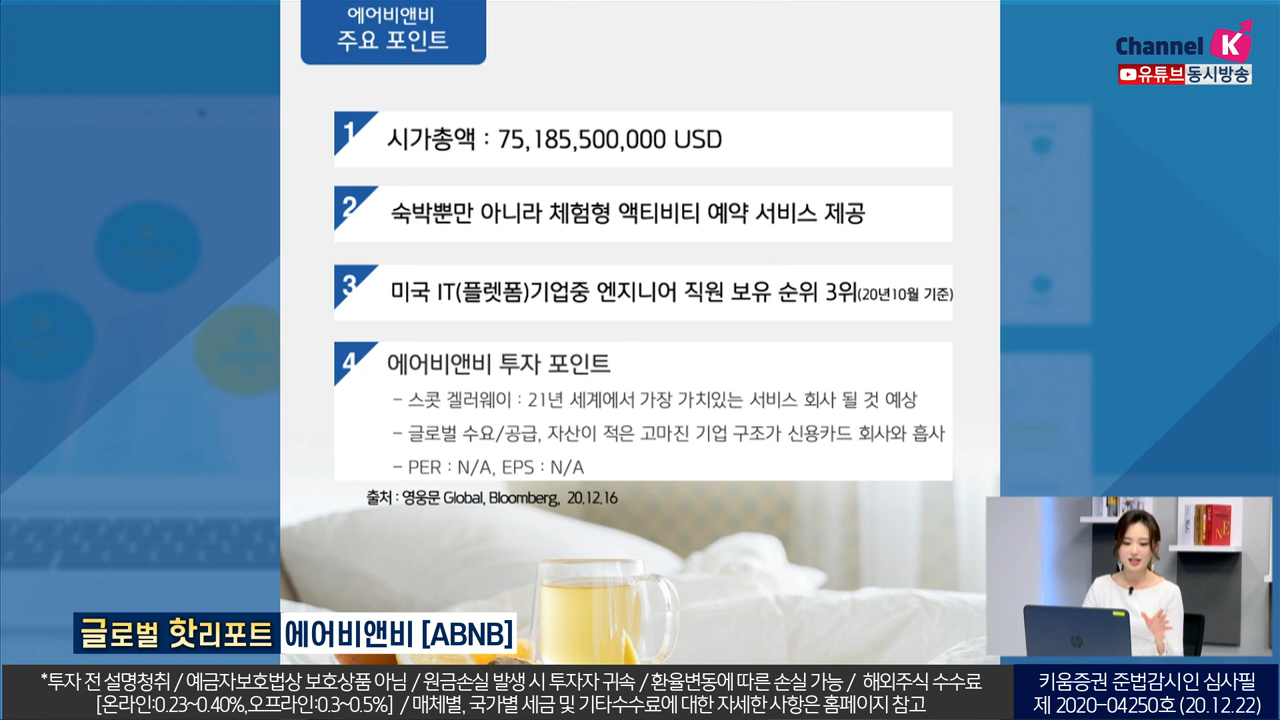 에어비앤비
주요 포인트
Channel K
유튜브동시방송
1 시가총액 : 75,185,500,000 USD
2 숙박뿐만 아니라 체험형 액티비티 예약 서비스 제공
3 미국 IT(플렛폼)기업중 엔지니어 직원 보유 순위 3위(20년10월 기준)
4 에어비앤비 투자 포인트
- 스콧 겔러웨이 : 21년 세계에서 가장 가치있는 서비스 회사 될 것 예상
- 글로벌 수요/공급, 자산이 적은 고마진 기업 구조가 신용카드 회사와 흡사
- PER : N/A, EPS : N/A
출처 : 영웅문 Global, Bloomberg, 20.12.16
글로벌 핫리포트 에어비앤비 [ABNB]
*투자 전 설명청취 / 예금자보호법상 보호상품 아님 / 원금손실 발생 시 투자자 귀속 / 환율변동에 따른 손실 가능 / 해외주식 수수료
[온라인:0.23~0.40%,오프라인:0.3~0.5%] / 매체별, 국가별 세금 및 기타수수료에 대한 자세한 사항은 홈페이지 참고
키움증권 준법감시인 심사필
제 2020-04250호 (20.12.22)